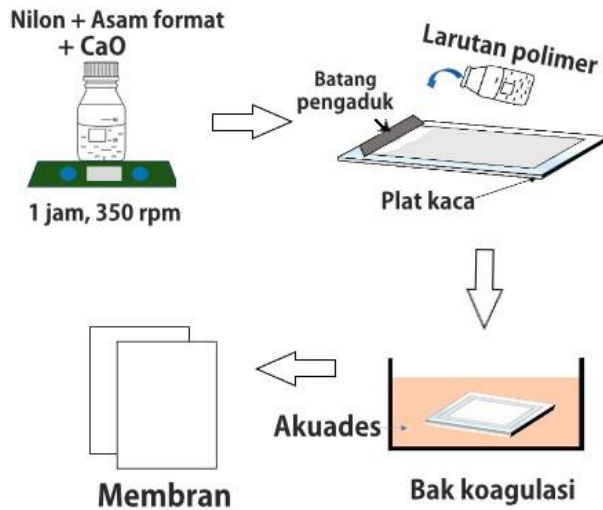 Nilon + Asam format
+ CaO
1 jam, 350 rpm
Batang
pengaduk
Larutan polimer
Plat kaca
Akuades
Bak koagulasi
Membran